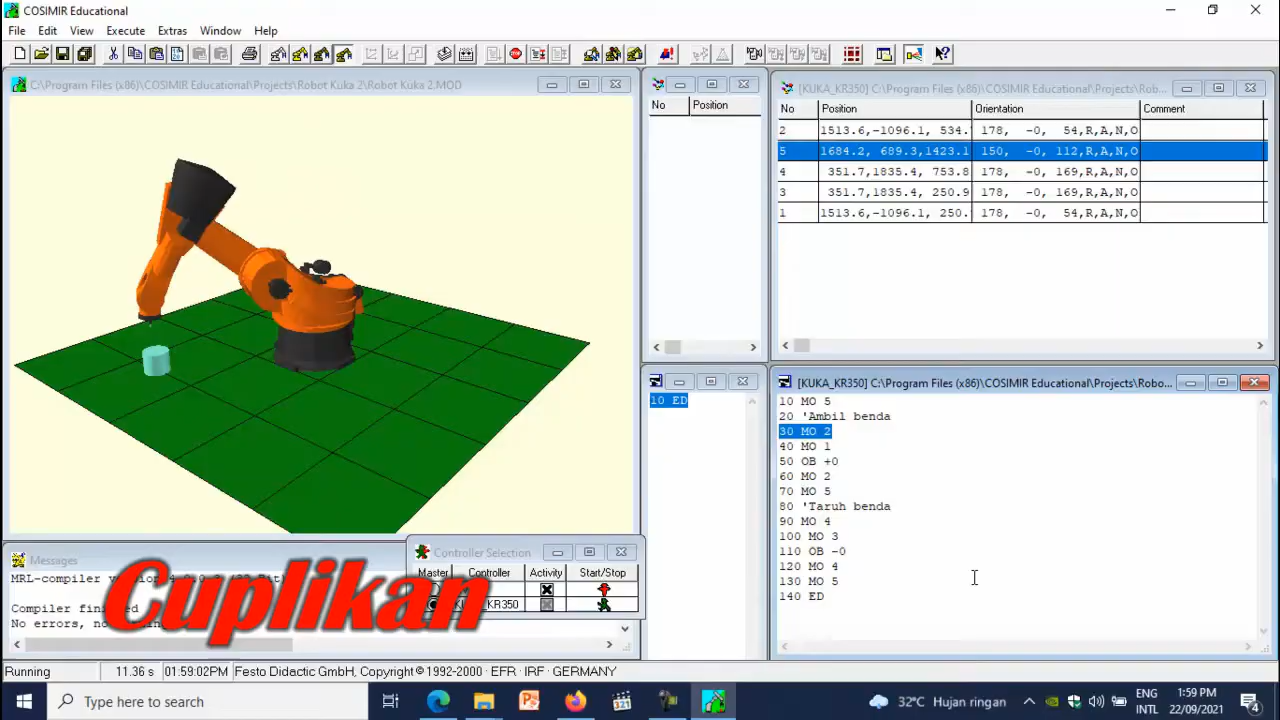 COSIMIR Educational
File Edit View Execute Extras Window Help
C:\Program Files (x86)\COSIMIR Educational\Projects\Robot Kuka 2\Robot Kuka 2.MOD
No Position
[KUKA_KR350] C:\Program Files (x86)\COSIMIR Educational\Projects\Rob...
No Position Orientation Comment
2 1513.6,-1096.1, 534. 178, -0, 54,R,A,N,O
5 1684.2, 689.3,1423.1 150, -0, 112,R,A,N,O
4 351.7,1835.4, 753.8 178, -0, 169,R,A,N,O
3 351.7,1835.4, 250.9 178, -0, 169,R,A,N,O
1 1513.6,-1096.1, 250. 178, -0, 54,R,A,N,O
10 ED
[KUKA_KR350] C:\Program Files (x86)\COSIMIR Educational\Projects\Robo...
10 MO 5
20 'Ambil benda
30 MO 2
40 MO 1
50 OB +0
60 MO 2
70 MO 5
80 'Taruh benda
90 MO 4
100 MO 3
110 OB -0
120 MO 4
130 MO 5
140 ED
Messages
MRL-compiler
Compiler
No errors,
Controller Selection
Master Controller Activity Start/Stop
KR350
Cuplikan
Running 11.36 s 01:59:02PM Festo Didactic GmbH, Copyright © 1992-2000 · EFR · IRF · GERMANY
Type here to search
32°C Hujan ringan
ENG
INTL
1:59 PM
22/09/2021
4